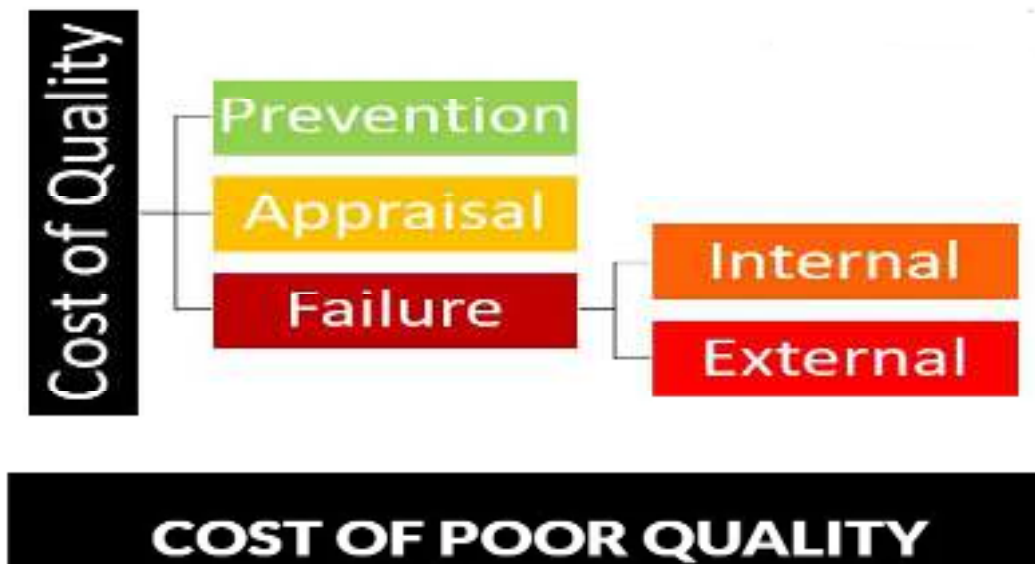 Cost of Quality
Prevention
Appraisal
Failure
Internal
External
COST OF POOR QUALITY